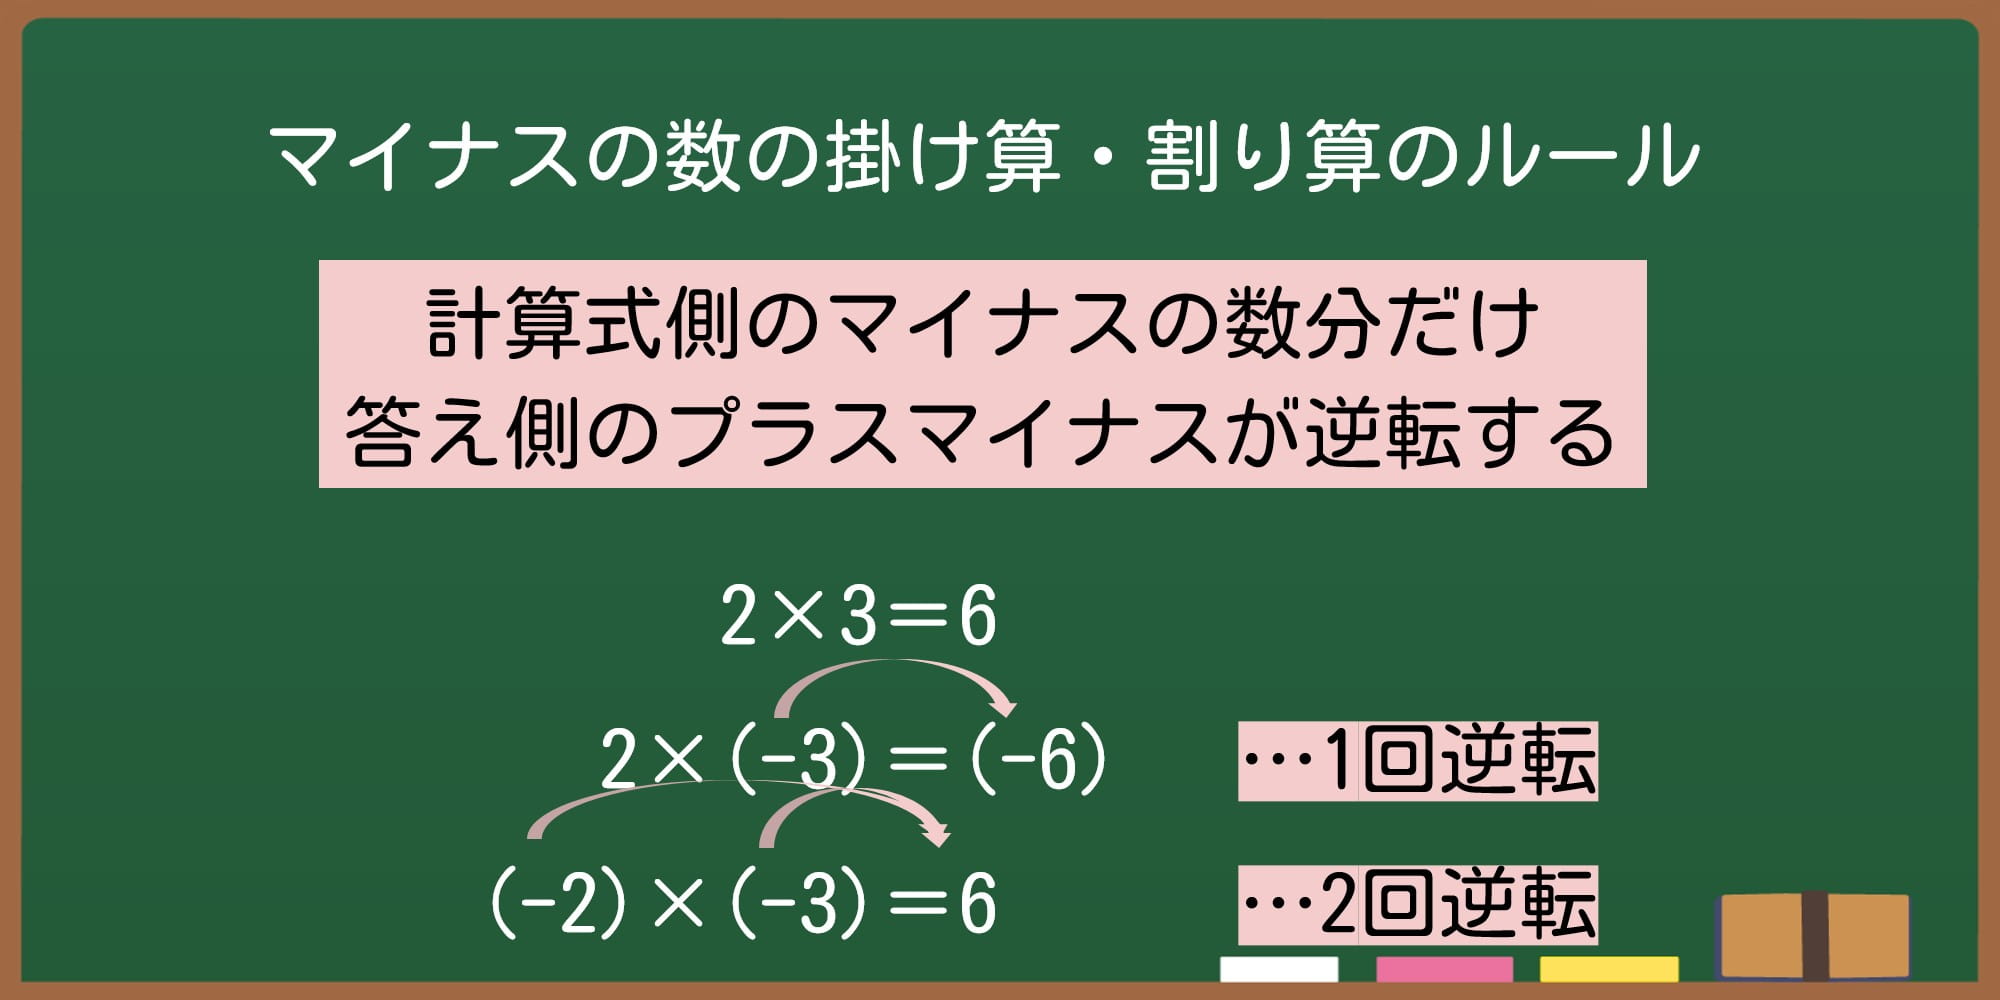 マイナスの数の掛け算・割り算のルール
計算式側のマイナスの数分だけ
答え側のプラスマイナスが逆転する
2×3=6
2×(-3)=(-6) …1回逆転
(-2)×(-3)=6 …2回逆転